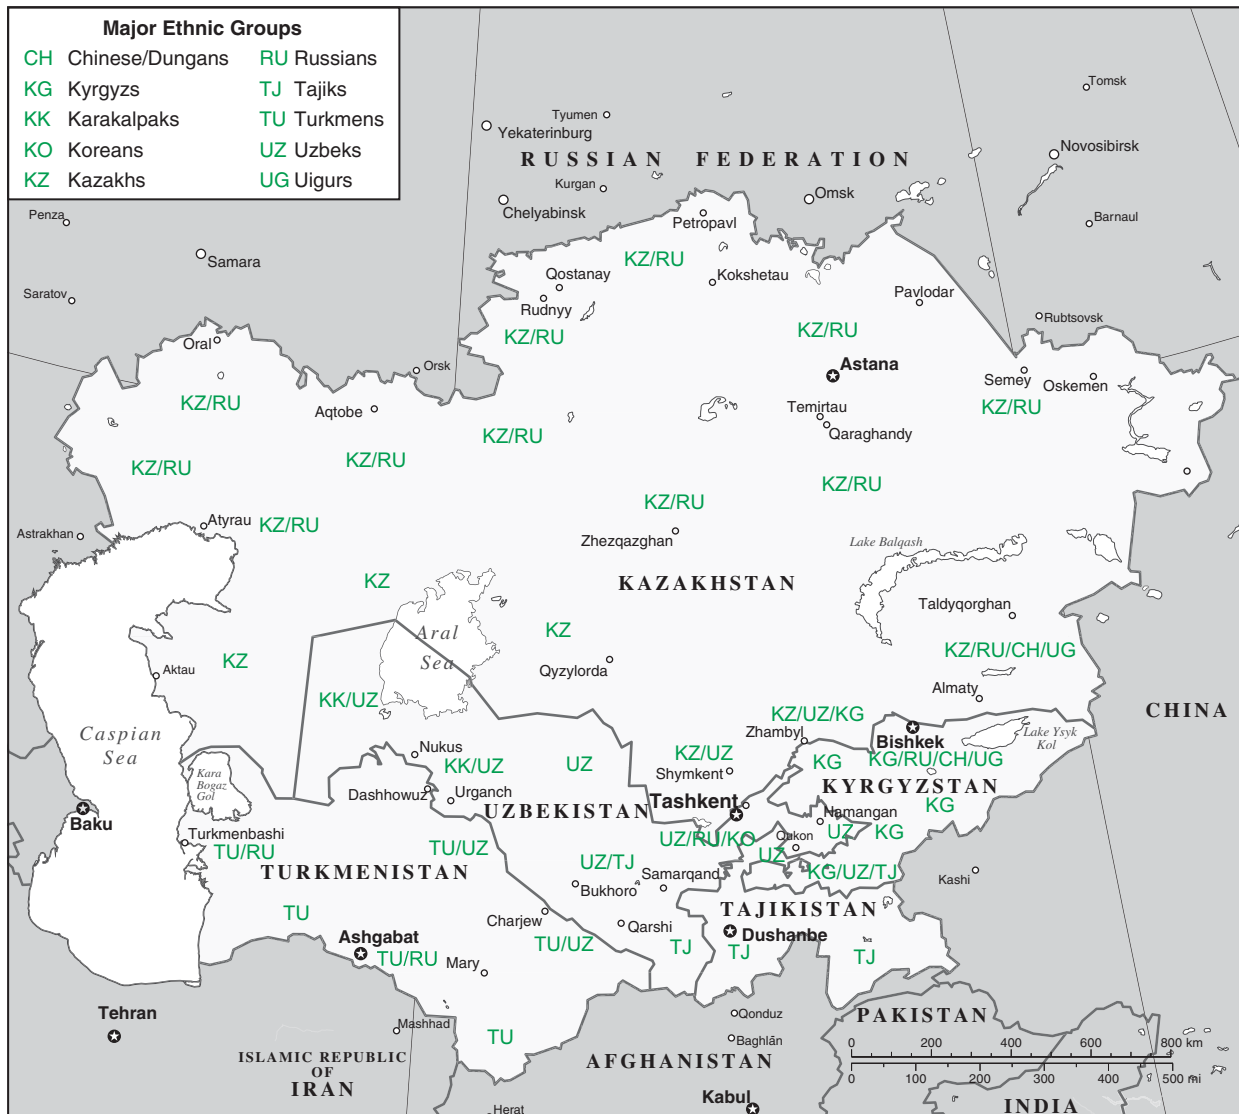 Major Ethnic Groups
CH Chinese/Dungans
RU Russians
KG Kyrgyzs
TJ Tajiks
KK Karakalpaks
TU Turkmens
KO Koreans
UZ Uzbeks
KZ Kazakhs
UG Uigurs
Tomsk
Tyumen
Yekaterinburg
Novosibirsk
RUSSIAN FEDERATION
Kurgan
Omsk
Chelyabinsk
Penza
Petropavl
Barnaul
Samara
KZ/RU
Qostanay
Kokshetau
Saratov
Rudnyy
Pavlodar
Rubtsovsk
KZ/RU
KZ/RU
Oral
Orsk
Astana
Semey
Oskemen
KZ/RU
Aqtobe
Temirtau
KZ/RU
Qaraghandy
KZ/RU
KZ/RU
KZ/RU
KZ/RU
KZ/RU
Atyrau
KZ/RU
Astrakhan
Zhezqazghan
Lake Balqash
KZ
KAZAKHSTAN
Taldyqorghan
Aral
Sea
KZ
KZ
Qyzylorda
KZ/RU/CH/UG
Aktau
KK/UZ
Almaty
CHINA
KZ/UZ/KG
Caspian
Sea
Zhambyl
Bishkek
Lake Ysyk
Kol
Nukus
KK/UZ
UZ
KZ/UZ
KG
KG/RU/CH/UG
Kara
Bogaz
Gol
Shymkent
KYRGYZSTAN
Dashhowuz
Urganch
UZBEKISTAN
Tashkent
KG
Baku
Namangan
Turkmenbashi
TU/RU
TU/UZ
UZ/RU/KO
Qukon
UZ
KG
UZ
TURKMENISTAN
UZ/TJ
Samarqand
KG/UZ/TJ
Kashi
Bukhoro
TU
Charjew
Qarshi
TAJIKISTAN
Dushanbe
Ashgabat
TU/RU
TU/UZ
TJ
TJ
TJ
Mary
Tehran
Mashhad
Qonduz
PAKISTAN
TU
Baghlān
ISLAMIC REPUBLIC
OF
IRAN
AFGHANISTAN
0 200 400 600 800 km
0 100 200 300 400 500 mi
Herat
Kabul
INDIA